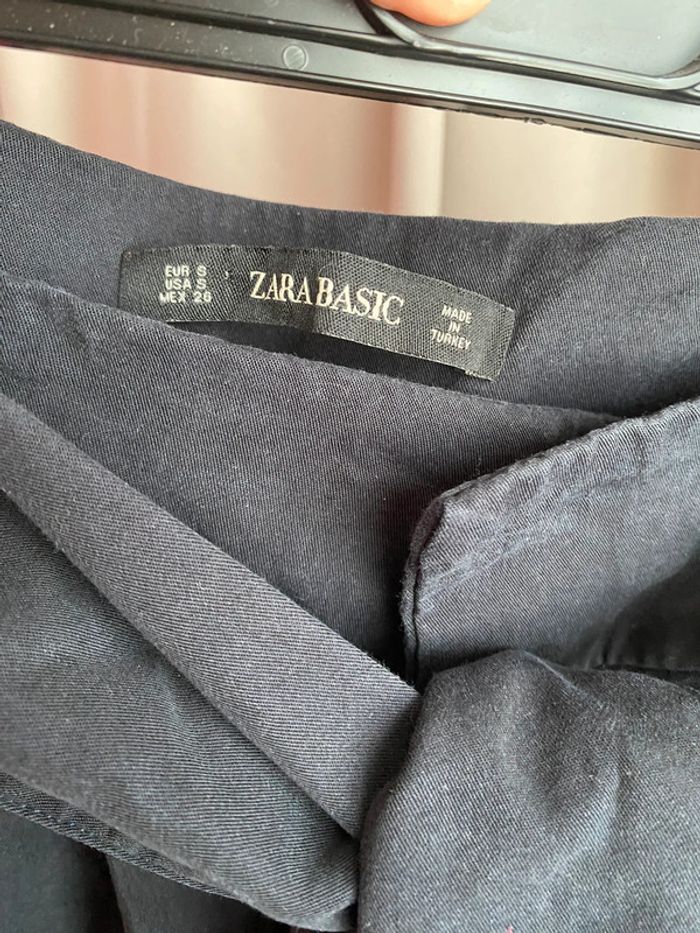 EUR S
USA S
MEX 26
ZARA BASIC
MADE
IN
TURKEY